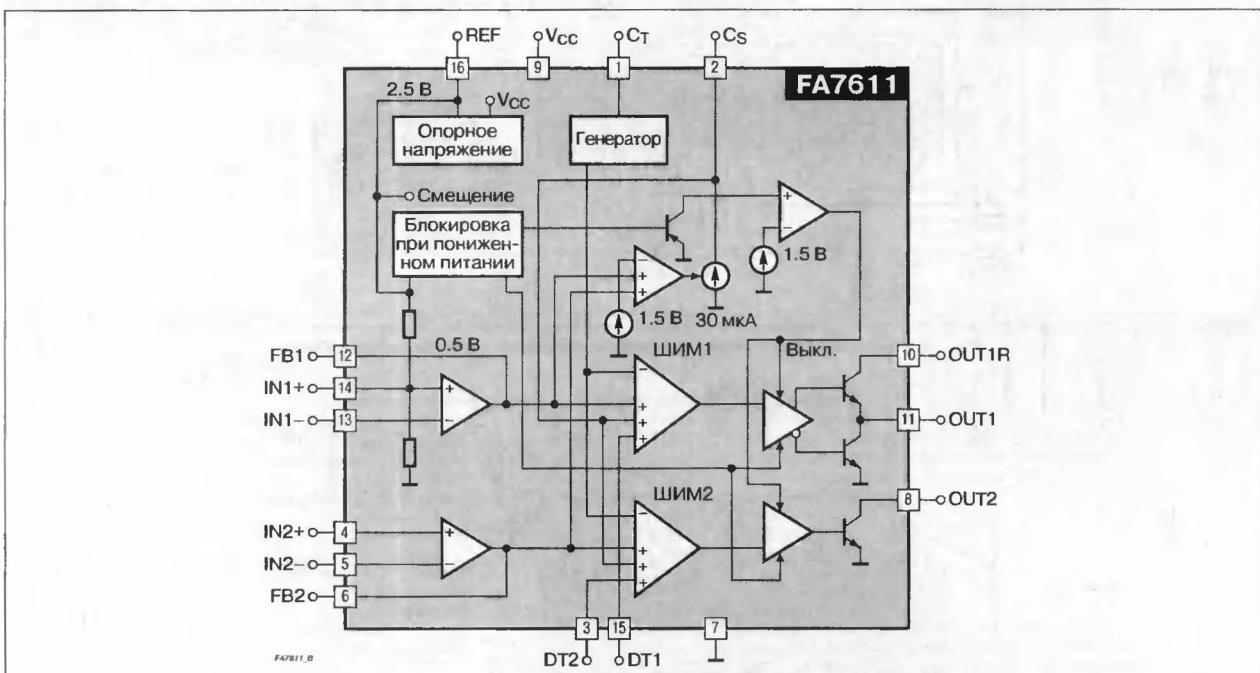 REF
VCC
CT
CS
16
9
1
2
FA7611
2.5 В
VCC
Опорное
напряжение
Генератор
Смещение
Блокировка
при понижен-
ном питании
+
−
1.5 В
−
+
+
1.5 В
30 мкА
FB1
12
0.5 В
ШИМ1
Выкл.
10
OUT1R
IN1+
14
+
−
IN1−
13
−
+
+
+
11
OUT1
ШИМ2
8
OUT2
IN2+
4
+
−
IN2−
5
−
+
+
+
FB2
6
3
15
7
DT2
DT1
FA7611_B